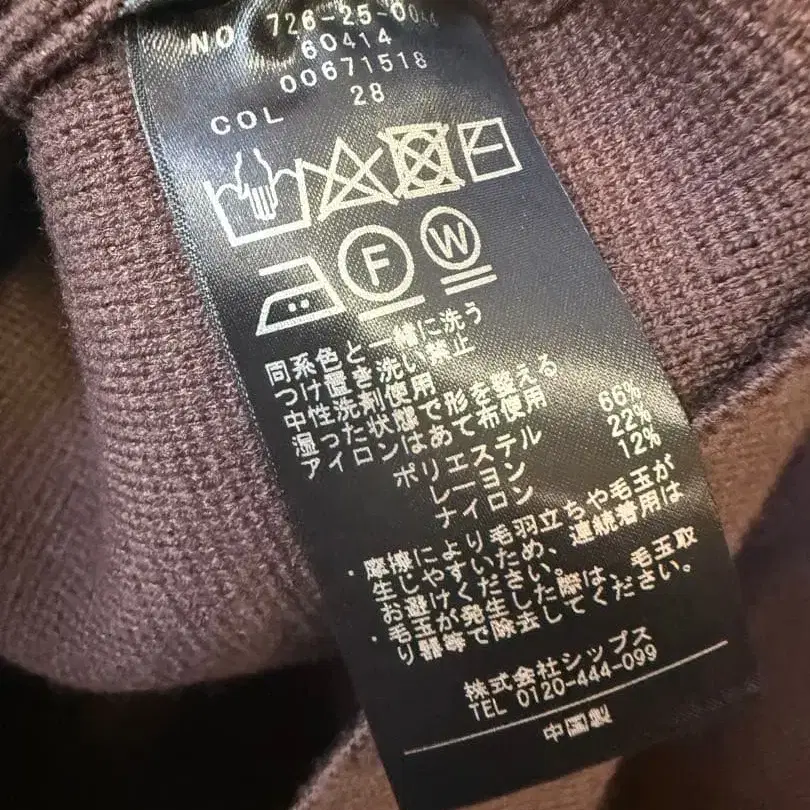 NO 726-25-0044
60414
00671518
COL 28
F W
同系色と一緒に洗う
つけ置き洗い禁止
中性洗剤使用
湿った状態で形を整える
アイロンはあて布使用
ポリエステル 66%
レーヨン 22%
ナイロン 12%
・摩擦により毛羽立ちや毛玉が
生じやすいため、連続着用は
お避けください。
・毛玉が発生した際は、毛玉取
り器等で除去してください。
株式会社シップス
TEL 0120-444-099
中国製